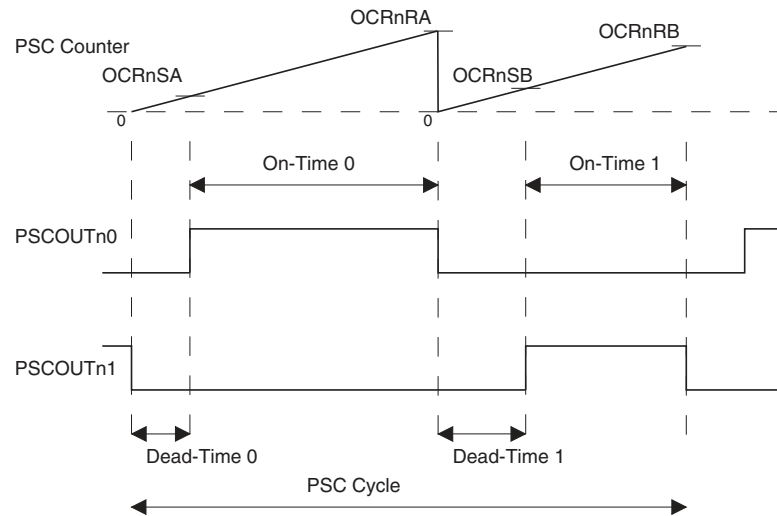 OCRnRA
OCRnRB
PSC Counter
OCRnSA
OCRnSB
0
0
On-Time 0
On-Time 1
PSCOUTn0
PSCOUTn1
Dead-Time 0
Dead-Time 1
PSC Cycle